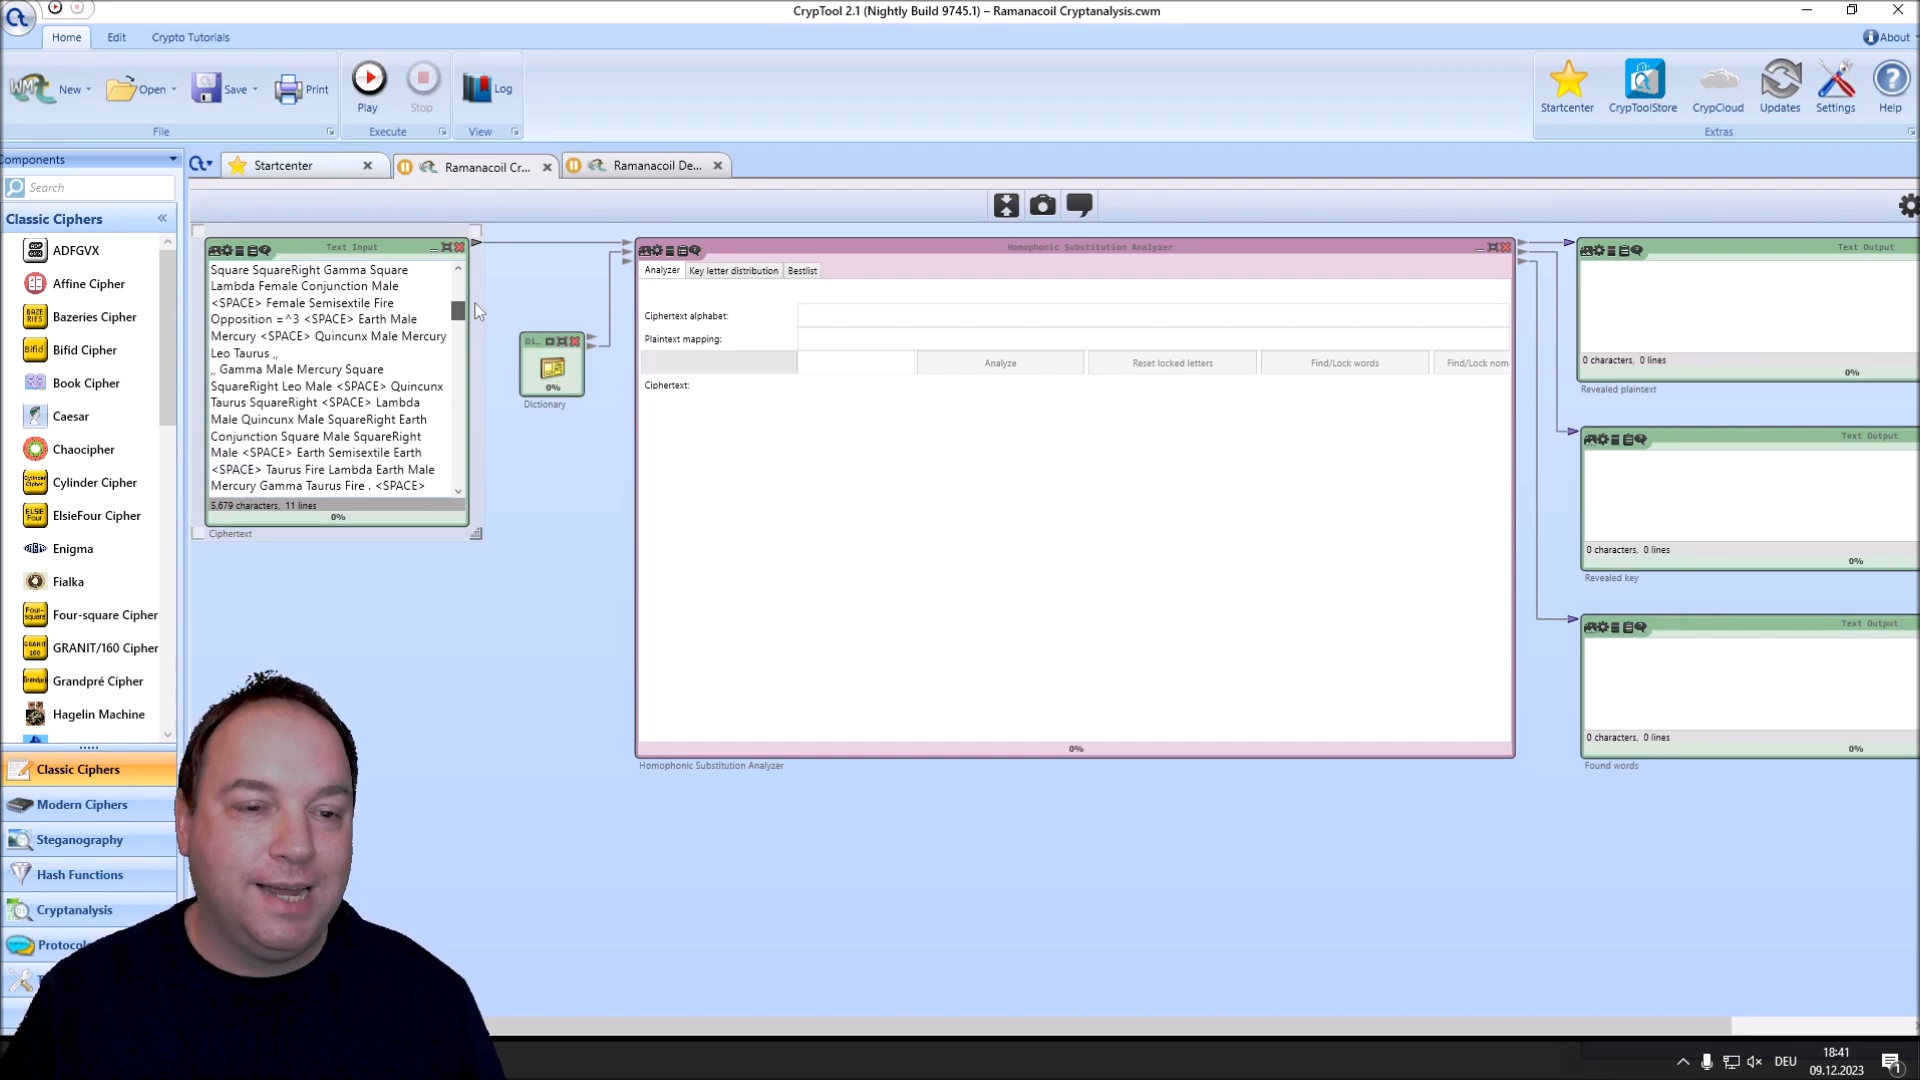 CrypTool 2.1 (Nightly Build 9745.1) – Ramanacoil Cryptanalysis.cwm
Home Edit Crypto Tutorials About
New Open Save Print Play Stop Log
Startcenter CrypToolStore CrypCloud Updates Settings Help
File Execute View Extras
Components
Startcenter Ramanacoil Cr... Ramanacoil De...
Search
Classic Ciphers
ADFGVX
Affine Cipher
Bazeries Cipher
Bifid Cipher
Book Cipher
Caesar
Chaocipher
Cylinder Cipher
ElsieFour Cipher
Enigma
Fialka
Four-square Cipher
GRANIT/160 Cipher
Grandpré Cipher
Hagelin Machine
Classic Ciphers
Modern Ciphers
Steganography
Hash Functions
Cryptanalysis
Text Input
Square SquareRight Gamma Square
Lambda Female Conjunction Male
<SPACE> Female Semisextile Fire
Opposition =^3 <SPACE> Earth Male
Mercury <SPACE> Quincunx Male Mercury
Leo Taurus ,,
,, Gamma Male Mercury Square
SquareRight Leo Male <SPACE> Quincunx
Taurus SquareRight <SPACE> Lambda
Male Quincunx Male SquareRight Earth
Conjunction Square Male SquareRight
Male <SPACE> Earth Semisextile Earth
<SPACE> Taurus Fire Lambda Earth Male
Mercury Gamma Taurus Fire . <SPACE>
5,679 characters, 11 lines
0%
Ciphertext
Di...
0%
Dictionary
Homophonic Substitution Analyzer
Analyzer Key letter distribution Bestlist
Ciphertext alphabet:
Plaintext mapping:
Analyze Reset locked letters Find/Lock words Find/Lock nom
Ciphertext:
0%
Homophonic Substitution Analyzer
Text Output
0 characters, 0 lines
0%
Revealed plaintext
Text Output
0 characters, 0 lines
0%
Revealed key
Text Output
0 characters, 0 lines
0%
Found words
DEU
18:41
09.12.2023
1